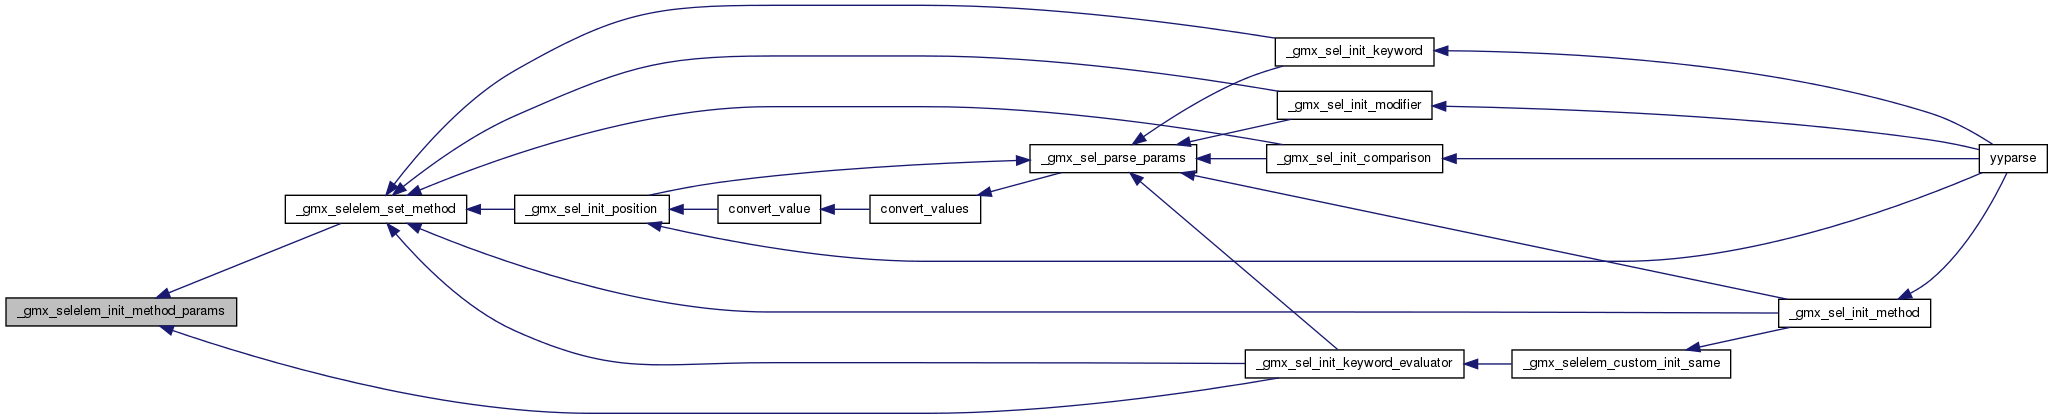 _gmx_sel_init_keyword
_gmx_sel_init_modifier
_gmx_sel_parse_params
_gmx_sel_init_comparison
yyparse
_gmx_selelem_set_method
_gmx_sel_init_position
convert_value
convert_values
_gmx_selelem_init_method_params
_gmx_sel_init_method
_gmx_sel_init_keyword_evaluator
_gmx_selelem_custom_init_same